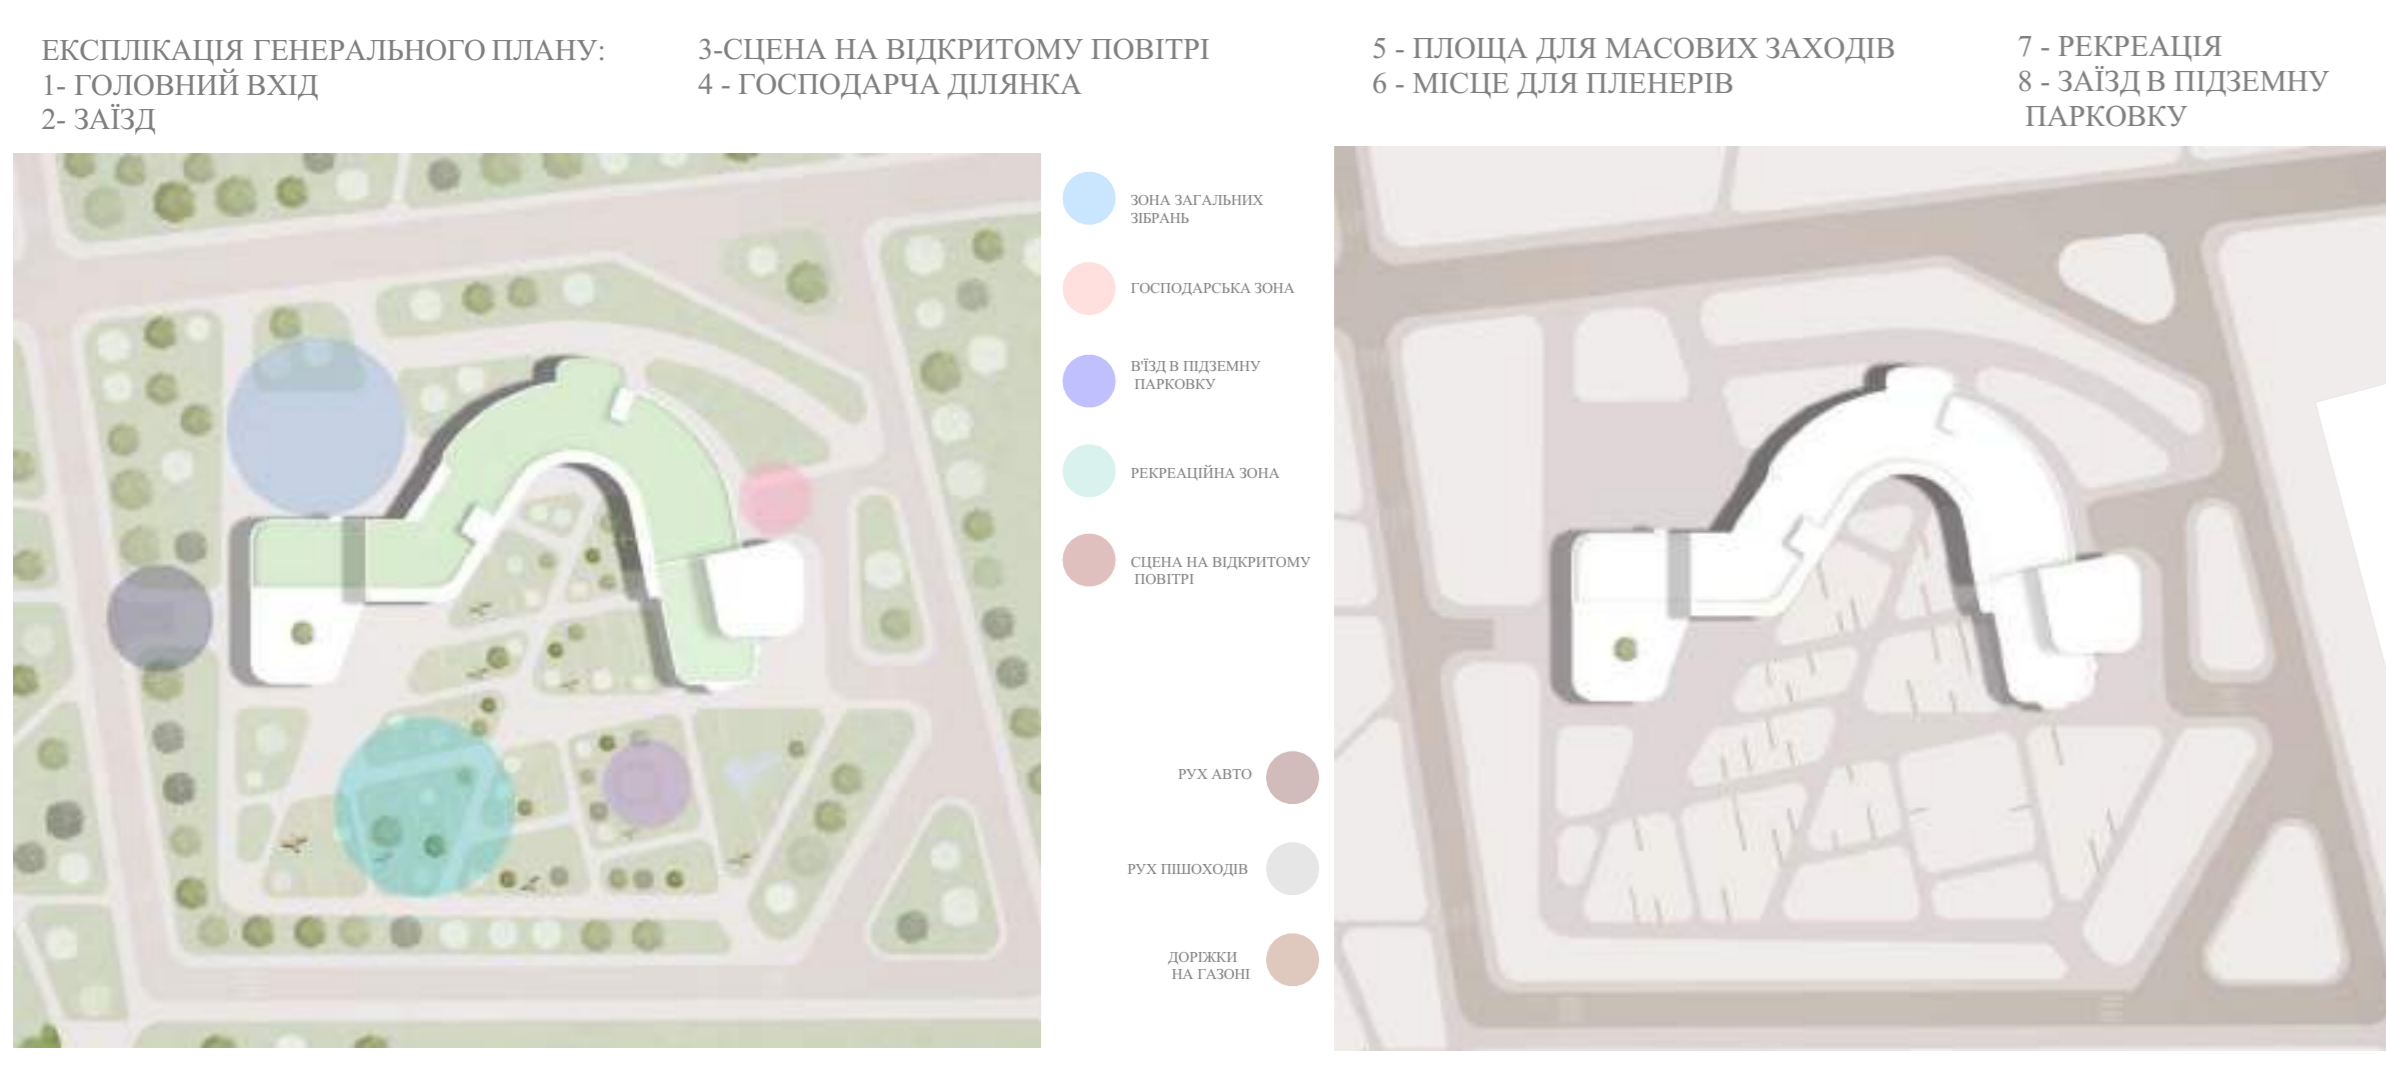 ЕКСПЛІКАЦІЯ ГЕНЕРАЛЬНОГО ПЛАНУ:
1- ГОЛОВНИЙ ВХІД
2- ЗАЇЗД
3-СЦЕНА НА ВІДКРИТОМУ ПОВІТРІ
4 - ГОСПОДАРЧА ДІЛЯНКА
5 - ПЛОЩА ДЛЯ МАСОВИХ ЗАХОДІВ
6 - МІСЦЕ ДЛЯ ПЛЕНЕРІВ
7 - РЕКРЕАЦІЯ
8 - ЗАЇЗД В ПІДЗЕМНУ
ПАРКОВКУ
ЗОНА ЗАГАЛЬНИХ
ЗІБРАНЬ
ГОСПОДАРСЬКА ЗОНА
В'ЇЗД В ПІДЗЕМНУ
ПАРКОВКУ
РЕКРЕАЦІЙНА ЗОНА
СЦЕНА НА ВІДКРИТОМУ
ПОВІТРІ
РУХ АВТО
РУХ ПІШОХОДІВ
ДОРІЖКИ
НА ГАЗОНІ